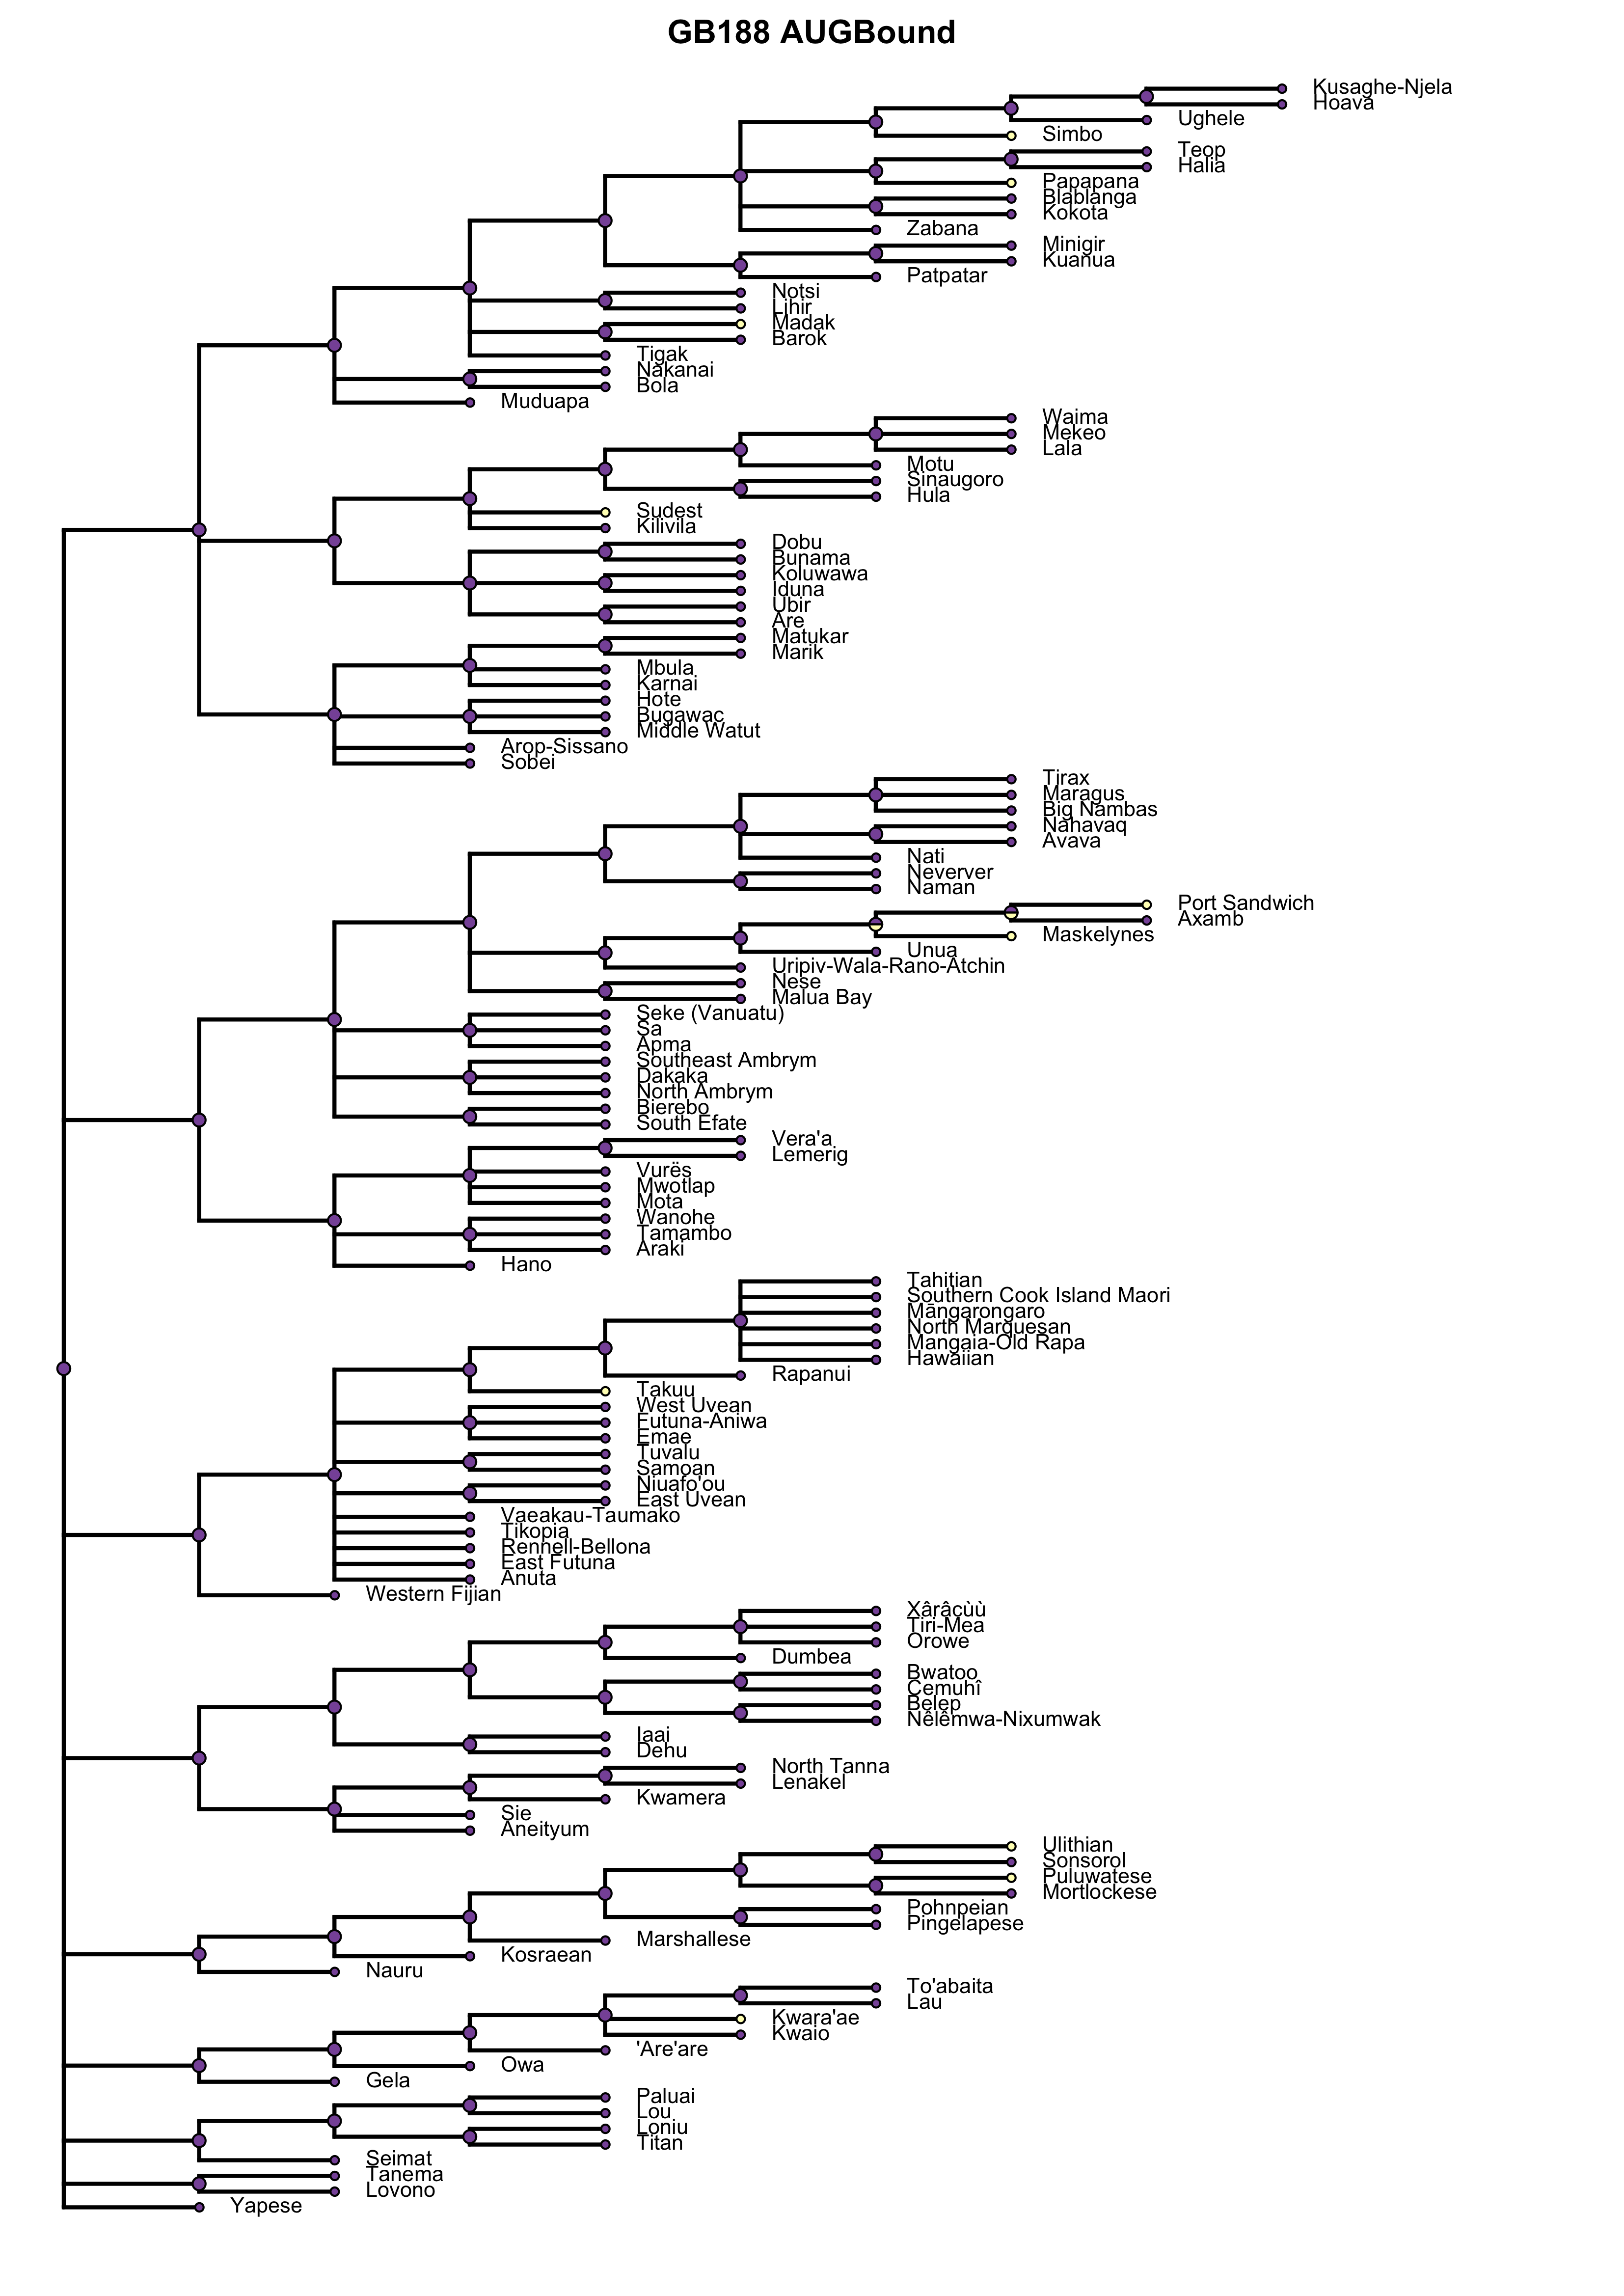 GB188 AUGBound
Kusaghe-Njela
Hoava
Ughele
Simbo
Teop
Halia
Papapana
Blablanga
Kokota
Zabana
Minigir
Kuanua
Patpatar
Notsi
Lihir
Madak
Barok
Tigak
Nakanai
Bola
Muduapa
Waima
Mekeo
Lala
Motu
Sinaugoro
Hula
Sudest
Kilivila
Dobu
Bunama
Koluwawa
Iduna
Ubir
Are
Matukar
Marik
Mbula
Karnai
Hote
Bugawac
Middle Watut
Arop-Sissano
Sobei
Tirax
Maragus
Big Nambas
Nahavaq
Avava
Nati
Neverver
Naman
Port Sandwich
Axamb
Maskelynes
Unua
Uripiv-Wala-Rano-Atchin
Nese
Malua Bay
Seke (Vanuatu)
Sa
Apma
Southeast Ambrym
Dakaka
North Ambrym
Bierebo
South Efate
Vera'a
Lemerig
Vurës
Mwotlap
Mota
Wanohe
Tamambo
Araki
Hano
Tahitian
Southern Cook Island Maori
Mangarongaro
North Marquesan
Mangaia-Old Rapa
Hawaiian
Rapanui
Takuu
West Uvean
Futuna-Aniwa
Emae
Tuvalu
Samoan
Niuafo'ou
East Uvean
Vaeakau-Taumako
Tikopia
Rennell-Bellona
East Futuna
Anuta
Western Fijian
Xârâcùù
Tiri-Mea
Orowe
Dumbea
Bwatoo
Cemuhî
Belep
Nêlêmwa-Nixumwak
Iaai
Dehu
North Tanna
Lenakel
Kwamera
Sie
Aneityum
Ulithian
Sonsorol
Puluwatese
Mortlockese
Pohnpeian
Pingelapese
Marshallese
Kosraean
Nauru
To'abaita
Lau
Kwara'ae
Kwaio
'Are'are
Owa
Gela
Paluai
Lou
Loniu
Titan
Seimat
Tanema
Lovono
Yapese